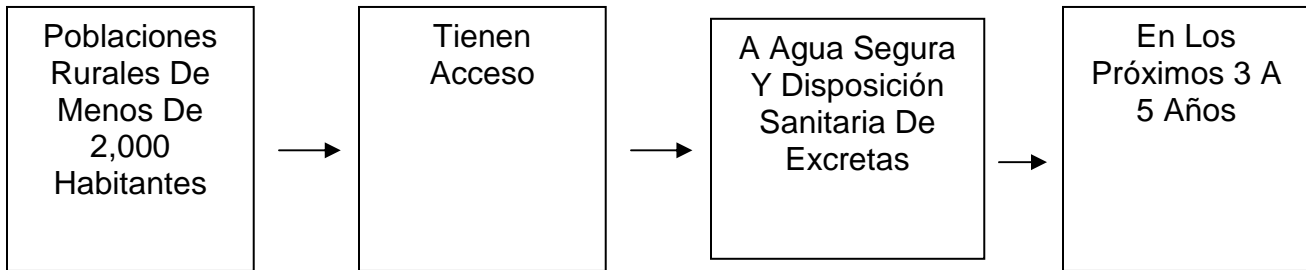 Poblaciones
Rurales De
Menos De
2,000
Habitantes
Tienen
Acceso
A Agua Segura
Y Disposición
Sanitaria De
Excretas
En Los
Próximos 3 A
5 Años